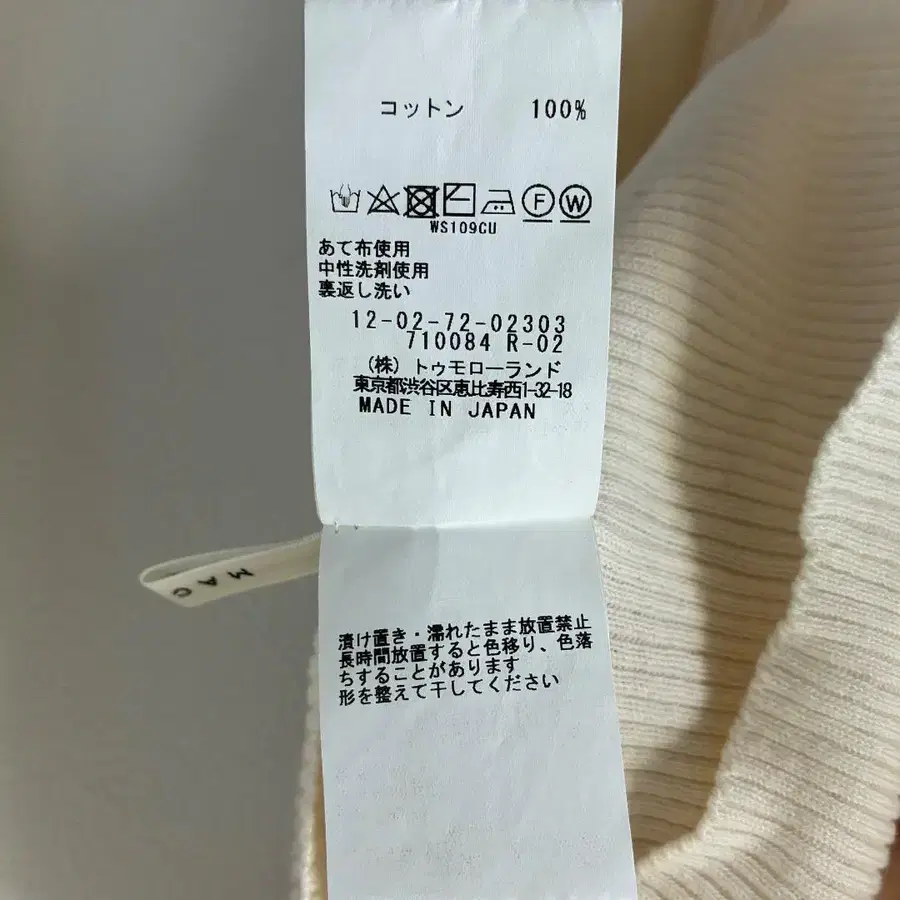 コットン 100%
F W
WS109CU
あて布使用
中性洗剤使用
裏返し洗い
12-02-72-02303
710084 R-02
(株) トゥモローランド
東京都渋谷区恵比寿西1-32-18
MADE IN JAPAN
MAC
漬け置き・濡れたまま放置禁止
長時間放置すると色移り、色落
ちすることがあります
形を整えて干してください